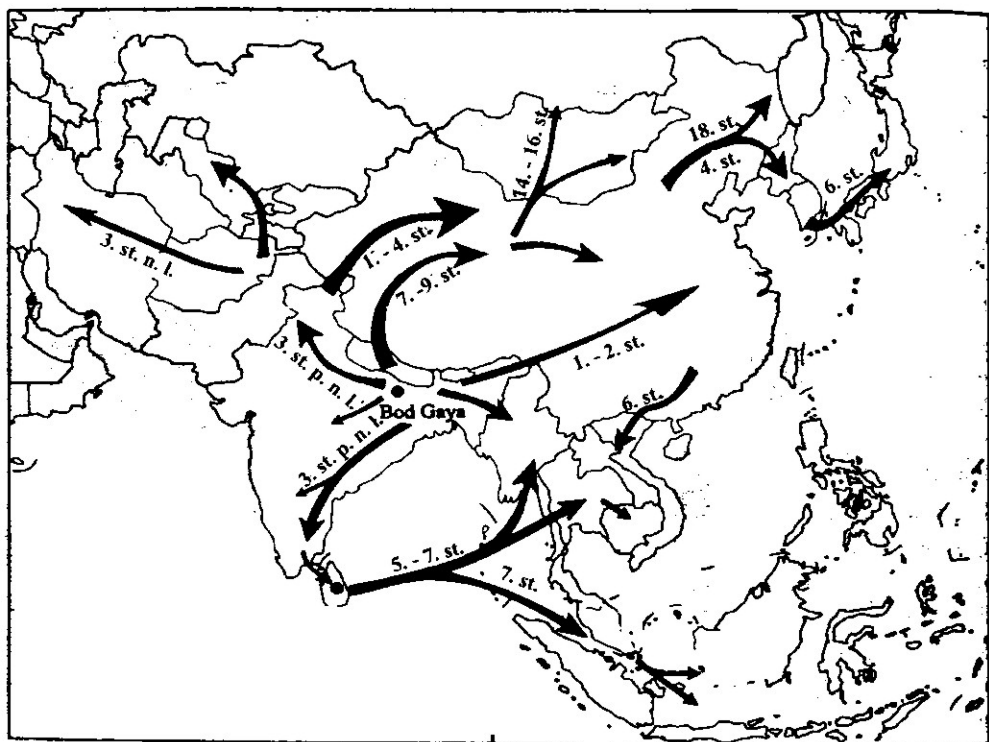 14. - 16. st.
18. st.
4. st.
6. st.
3. st. n. l.
1. - 4. st.
7. -9. st.
1. - 2. st.
3. st. p. n. l.
Bod Gaya
6. st.
3. st. p. n. l.
5. - 7. st.
7. st.